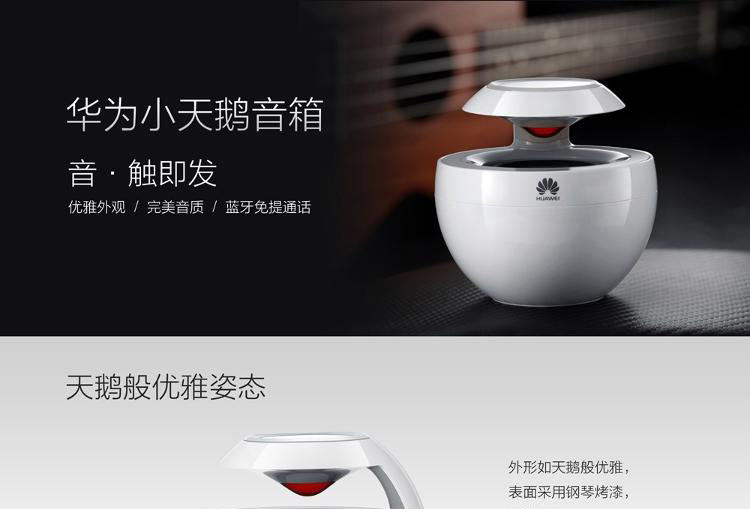 华为小天鹅音箱
音·触即发
优雅外观 / 完美音质 / 蓝牙免提通话
HUAWEI
天鹅般优雅姿态
外形如天鹅般优雅，
表面采用钢琴烤漆，